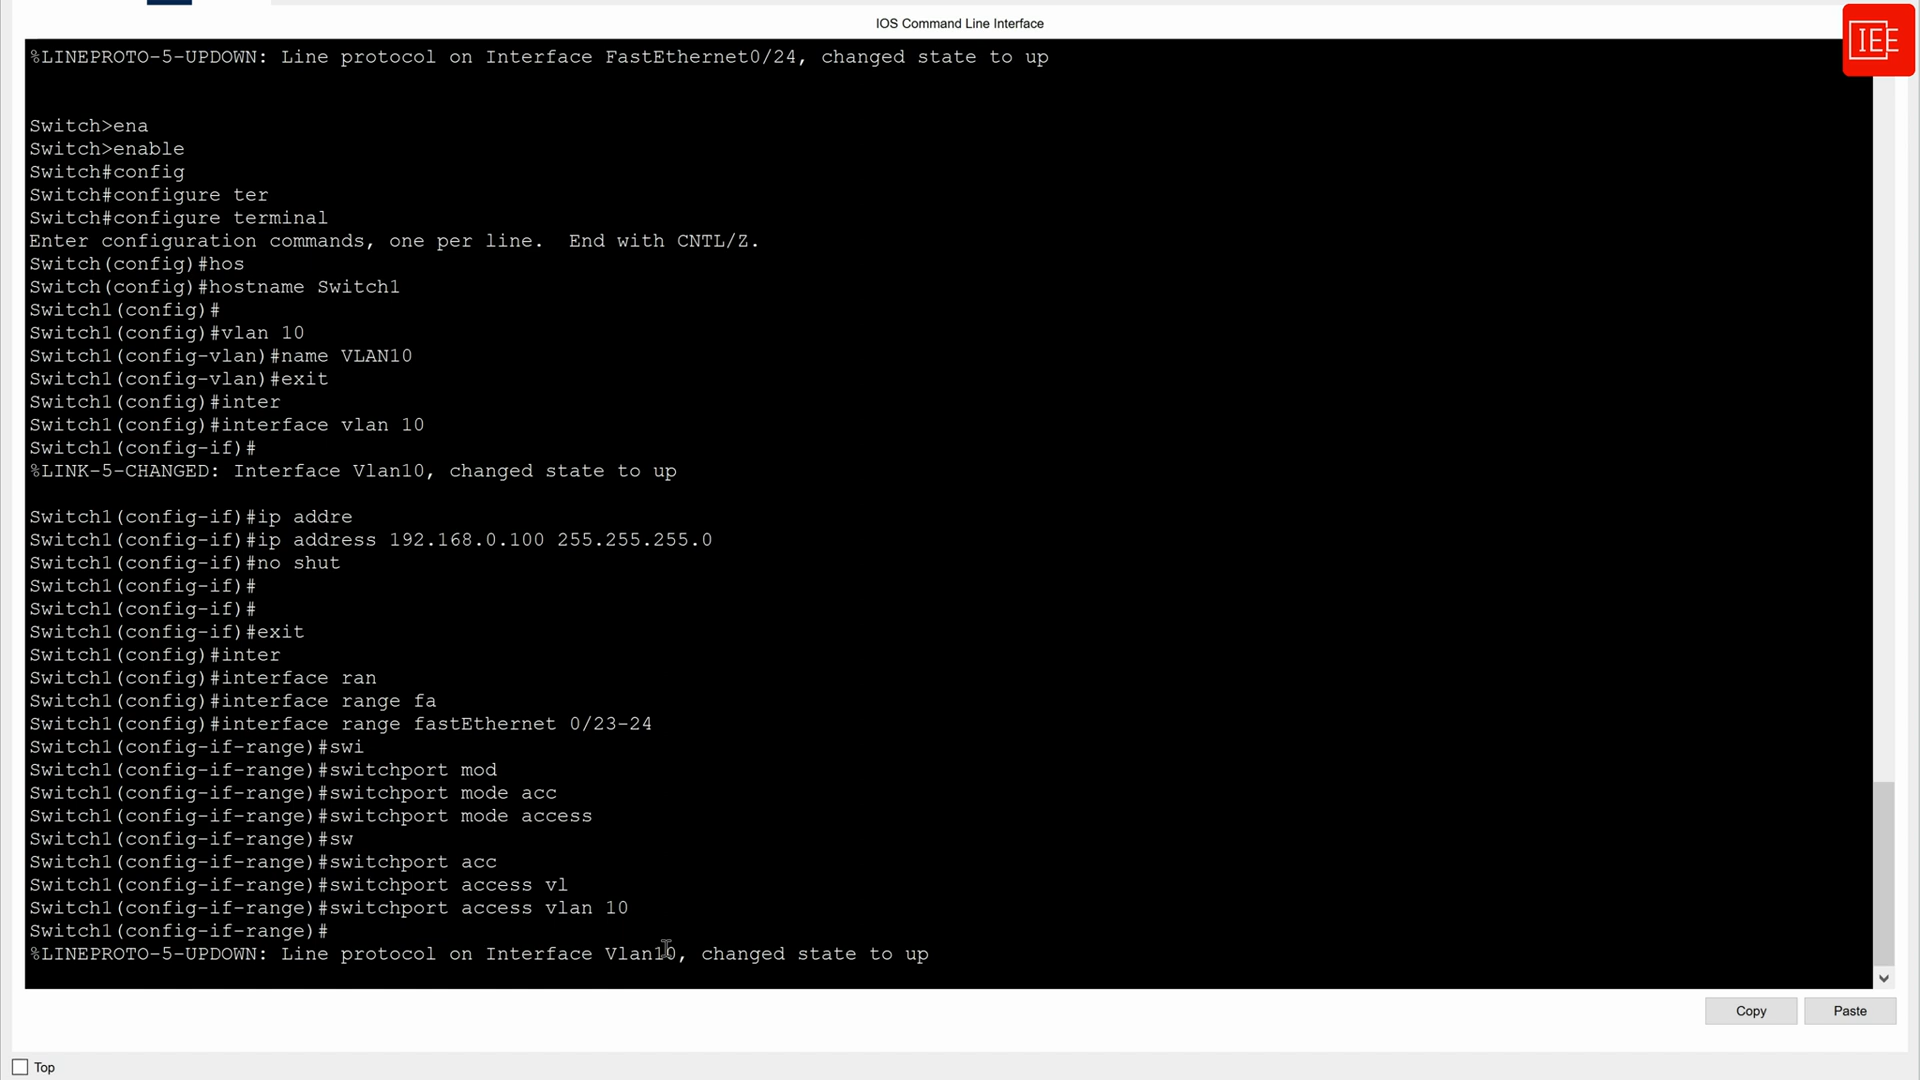 IOS Command Line Interface
IEE
%LINEPROTO-5-UPDOWN: Line protocol on Interface FastEthernet0/24, changed state to up
Switch>ena
Switch>enable
Switch#config
Switch#configure ter
Switch#configure terminal
Enter configuration commands, one per line.  End with CNTL/Z.
Switch(config)#hos
Switch(config)#hostname Switch1
Switch1(config)#
Switch1(config)#vlan 10
Switch1(config-vlan)#name VLAN10
Switch1(config-vlan)#exit
Switch1(config)#inter
Switch1(config)#interface vlan 10
Switch1(config-if)#
%LINK-5-CHANGED: Interface Vlan10, changed state to up
Switch1(config-if)#ip addre
Switch1(config-if)#ip address 192.168.0.100 255.255.255.0
Switch1(config-if)#no shut
Switch1(config-if)#
Switch1(config-if)#
Switch1(config-if)#exit
Switch1(config)#inter
Switch1(config)#interface ran
Switch1(config)#interface range fa
Switch1(config)#interface range fastEthernet 0/23-24
Switch1(config-if-range)#swi
Switch1(config-if-range)#switchport mod
Switch1(config-if-range)#switchport mode acc
Switch1(config-if-range)#switchport mode access
Switch1(config-if-range)#sw
Switch1(config-if-range)#switchport acc
Switch1(config-if-range)#switchport access vl
Switch1(config-if-range)#switchport access vlan 10
Switch1(config-if-range)#
%LINEPROTO-5-UPDOWN: Line protocol on Interface Vlan10, changed state to up
Copy
Paste
Top